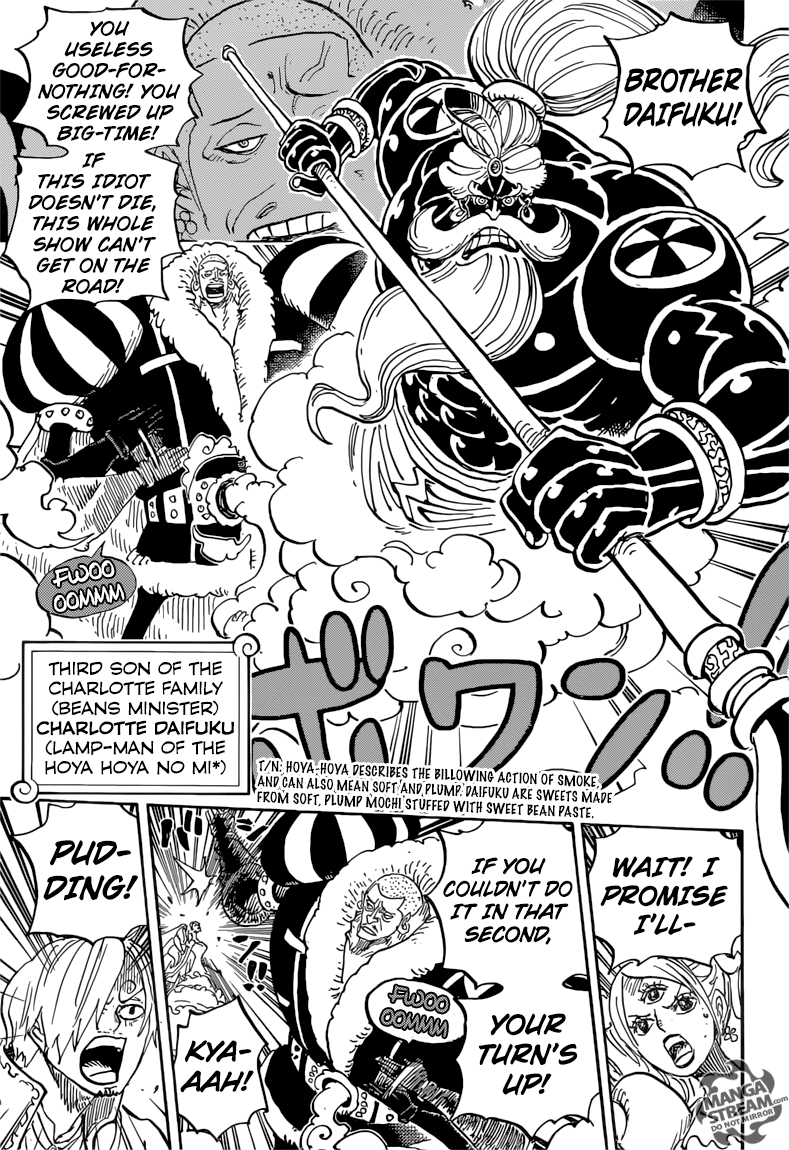 BROTHER
DAIFUKU!
YOU
USELESS
GOOD-FOR-
NOTHING! YOU
SCREWED UP
BIG-TIME!
IF
THIS IDIOT
DOESN'T DIE,
THIS WHOLE
SHOW CAN'T
GET ON THE
ROAD!
FWOO
OOMMM
ボワンッ
THIRD SON OF THE
CHARLOTTE FAMILY
(BEANS MINISTER)
CHARLOTTE DAIFUKU
(LAMP-MAN OF THE
HOYA HOYA NO MI*)
T/N: HOYA-HOYA DESCRIBES THE BILLOWING ACTION OF SMOKE,
AND CAN ALSO MEAN SOFT AND PLUMP. DAIFUKU ARE SWEETS MADE
FROM SOFT, PLUMP MOCHI STUFFED WITH SWEET BEAN PASTE.
WAIT! I
PROMISE
I'LL-
IF YOU
COULDN'T DO
IT IN THAT
SECOND,
YOUR
TURN'S
UP!
FWOO
OOMMM
KYA-
AAH!
PUD-
DING!
MANGA
STREAM.com
DO NOT MIRROR